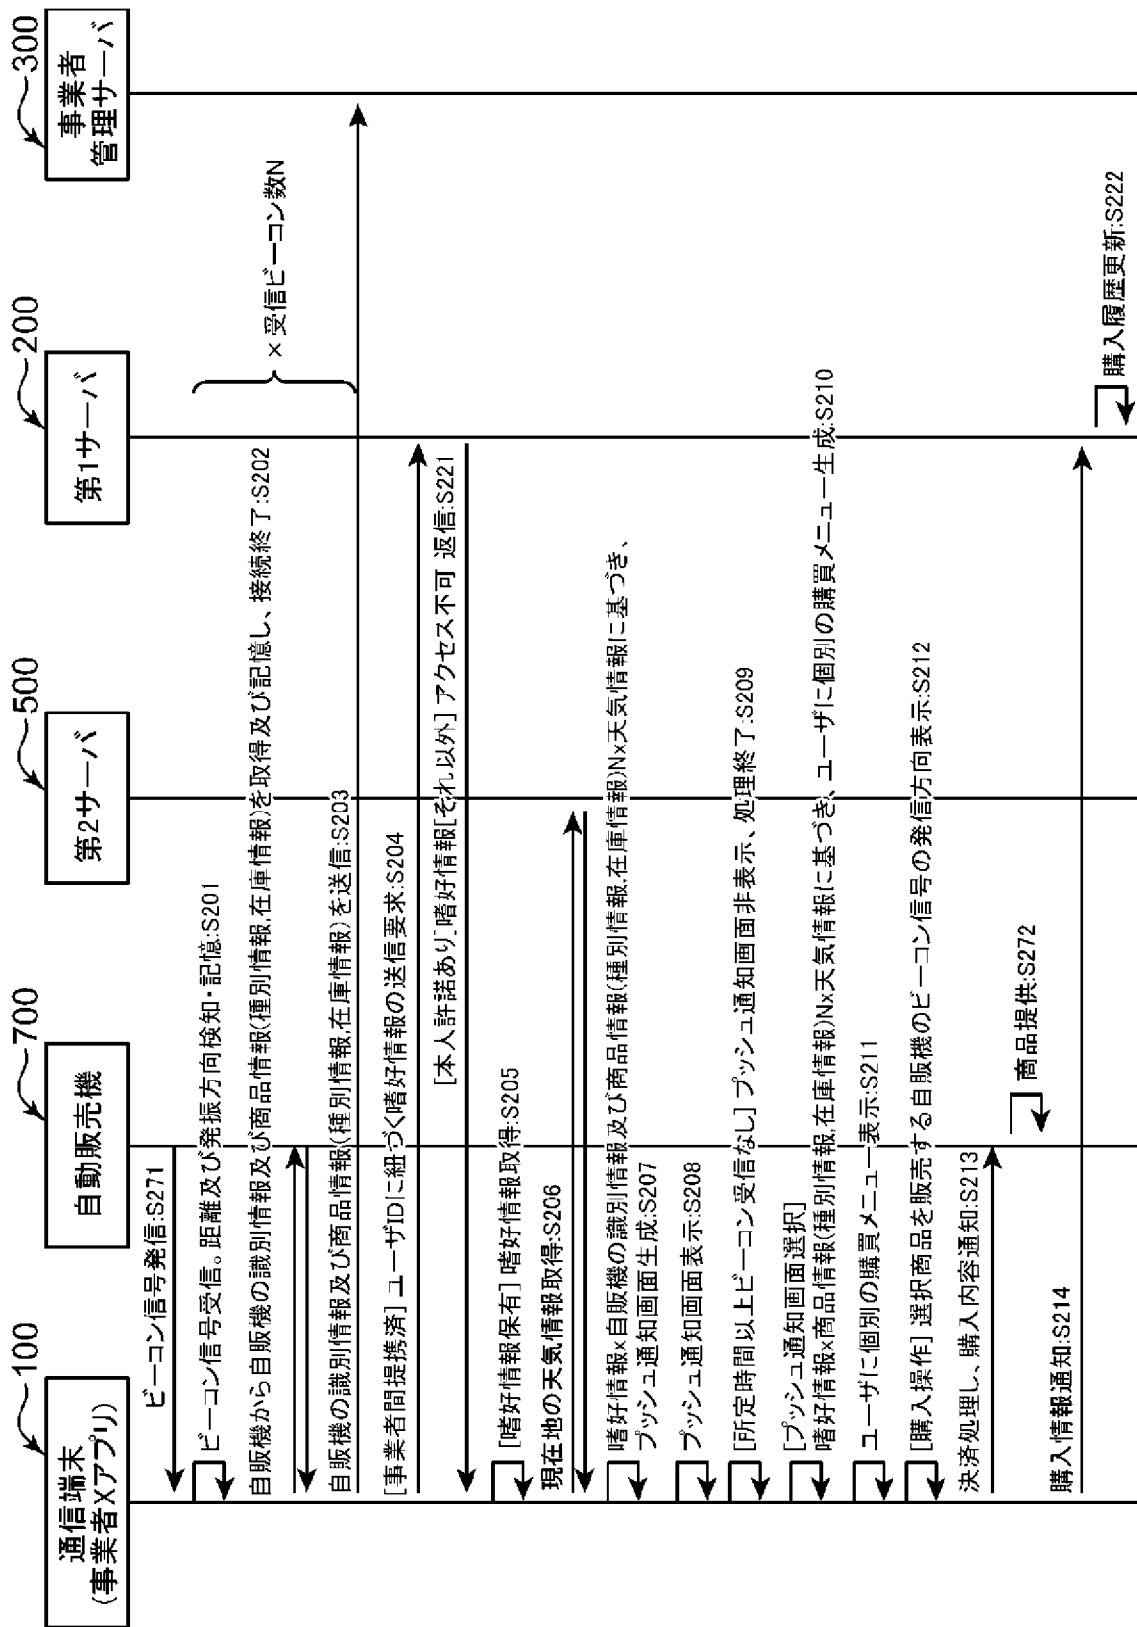 100
通信端末
(事業者Xアプリ)
700
自動販売機
500
第2サーバ
200
第1サーバ
300
事業者
管理サーバ
ビーコン信号発信:S271
ビーコン信号受信。距離及び発振方向検知・記憶:S201
自販機から自販機の識別情報及び商品情報(種別情報,在庫情報)を取得及び記憶し、接続終了:S202
×受信ビーコン数N
自販機の識別情報及び商品情報(種別情報,在庫情報)を送信:S203
[事業者間提携済] ユーザIDに紐づく嗜好情報の送信要求:S204
[本人許諾あり]嗜好情報[それ以外] アクセス不可 返信:S221
[嗜好情報保有] 嗜好情報取得:S205
現在地の天気情報取得:S206
嗜好情報x自販機の識別情報及び商品情報(種別情報,在庫情報)Nx天気情報に基づき、
プッシュ通知画面生成:S207
プッシュ通知画面表示:S208
[所定時間以上ビーコン受信なし] プッシュ通知画面非表示、処理終了:S209
[プッシュ通知画面選択]
嗜好情報x商品情報(種別情報,在庫情報)Nx天気情報に基づき、ユーザに個別の購買メニュー生成:S210
ユーザに個別の購買メニュー表示:S211
[購入操作] 選択商品を販売する自販機のビーコン信号の発信方向表示:S212
決済処理し、購入内容通知:S213
商品提供:S272
購入情報通知:S214
購入履歴更新:S222